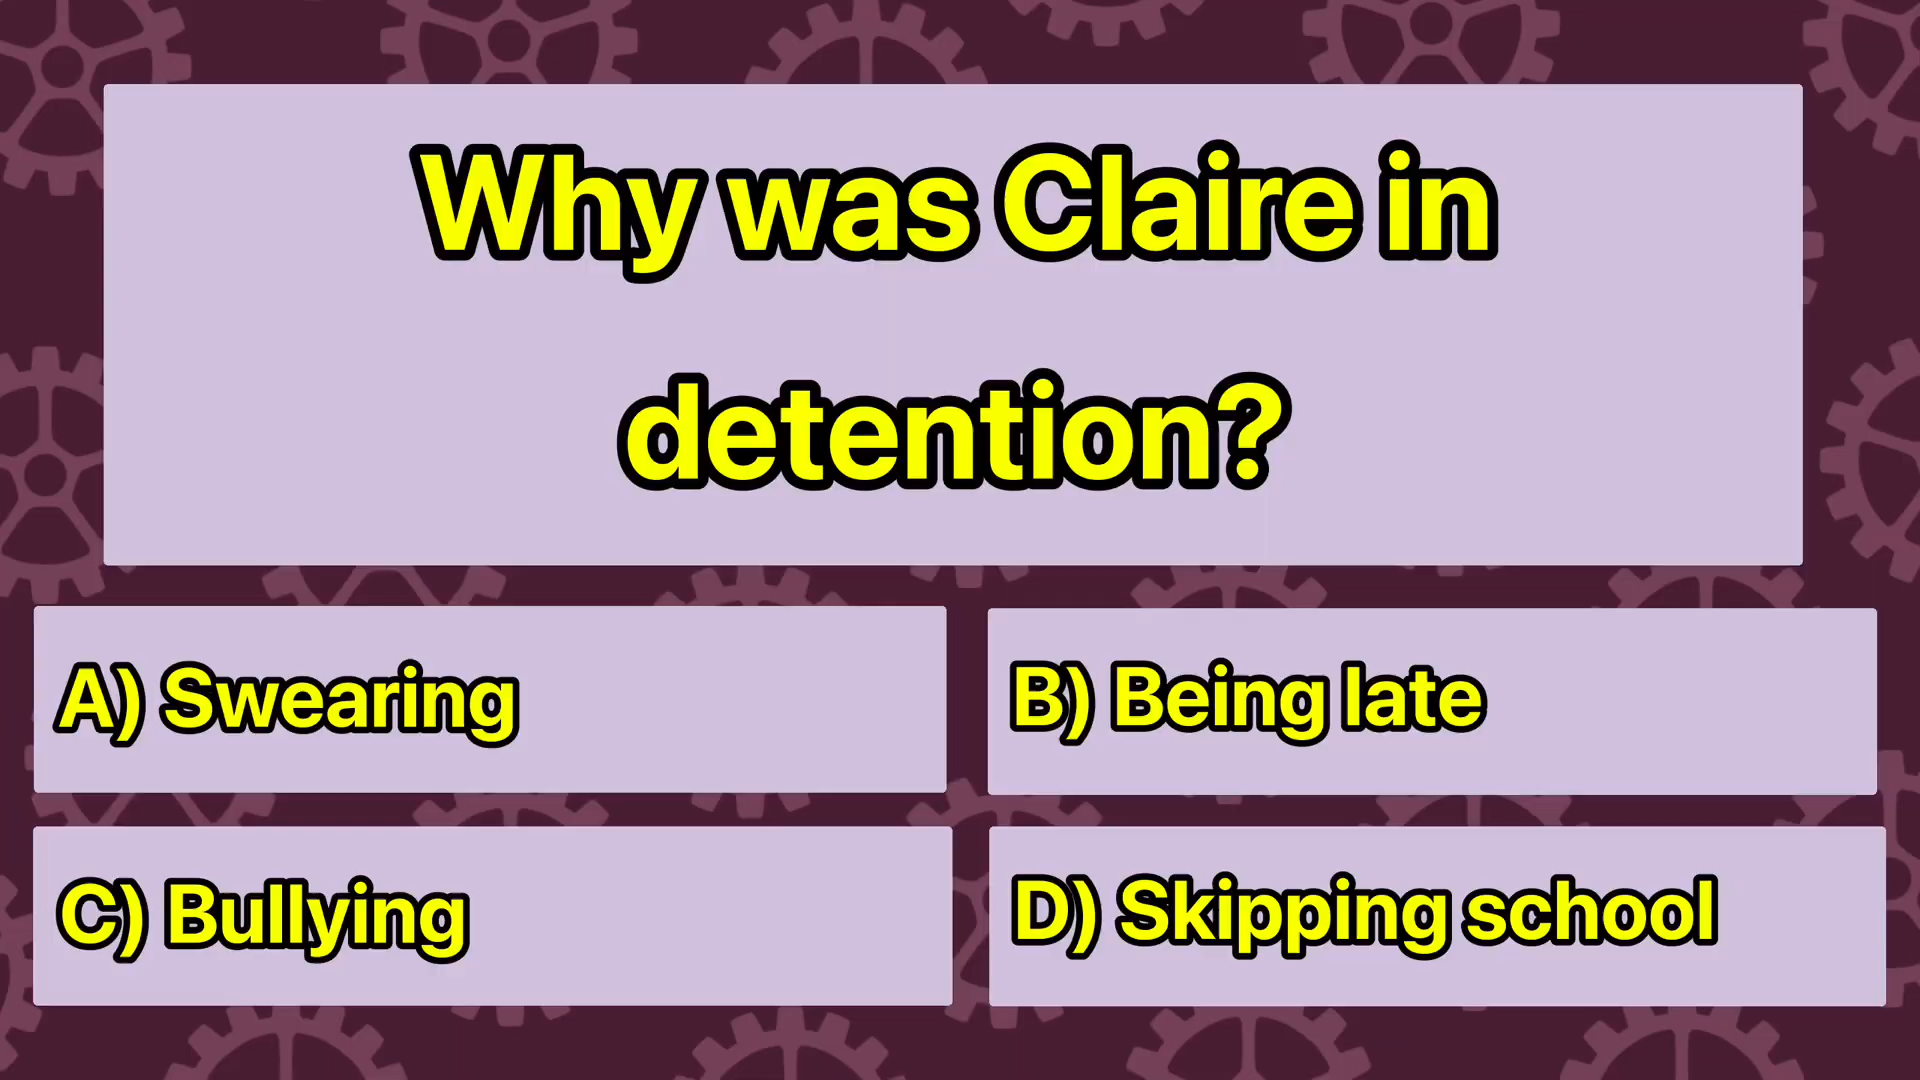 Why was Claire in
detention?
A) Swearing
B) Being late
C) Bullying
D) Skipping school